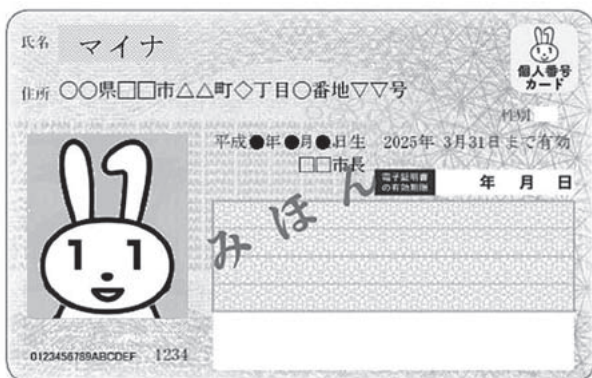 氏名 マイナ
個人番号
カード
住所 〇〇県□□市△△町◇丁目〇番地▽▽号
性別
平成●年●月●日生 2025年 3月31日まで有効
□□市長
電子証明書
の有効期限
年 月 日
みほん
0123456789ABCDEF 1234